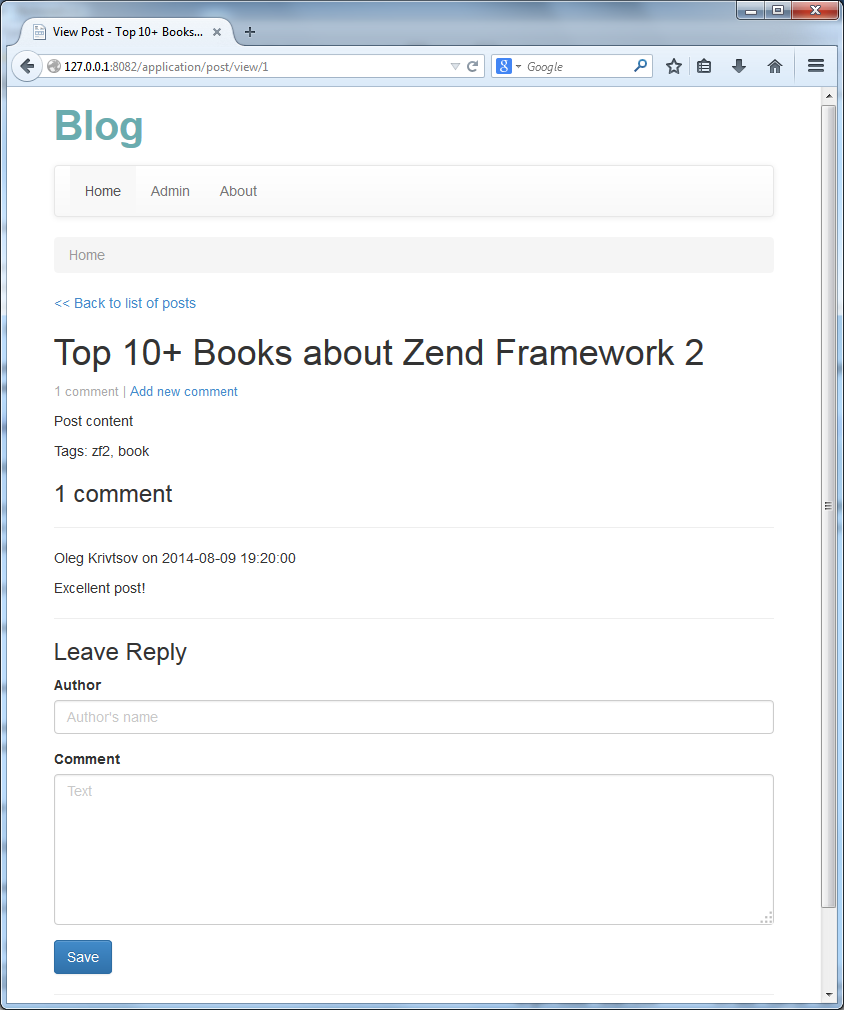 View Post - Top 10+ Books...
127.0.0.1:8082/application/post/view/1
8 Google
Blog
Home Admin About
Home
<< Back to list of posts
Top 10+ Books about Zend Framework 2
1 comment | Add new comment
Post content
Tags: zf2, book
1 comment
Oleg Krivtsov on 2014-08-09 19:20:00
Excellent post!
Leave Reply
Author
Author's name
Comment
Text
Save